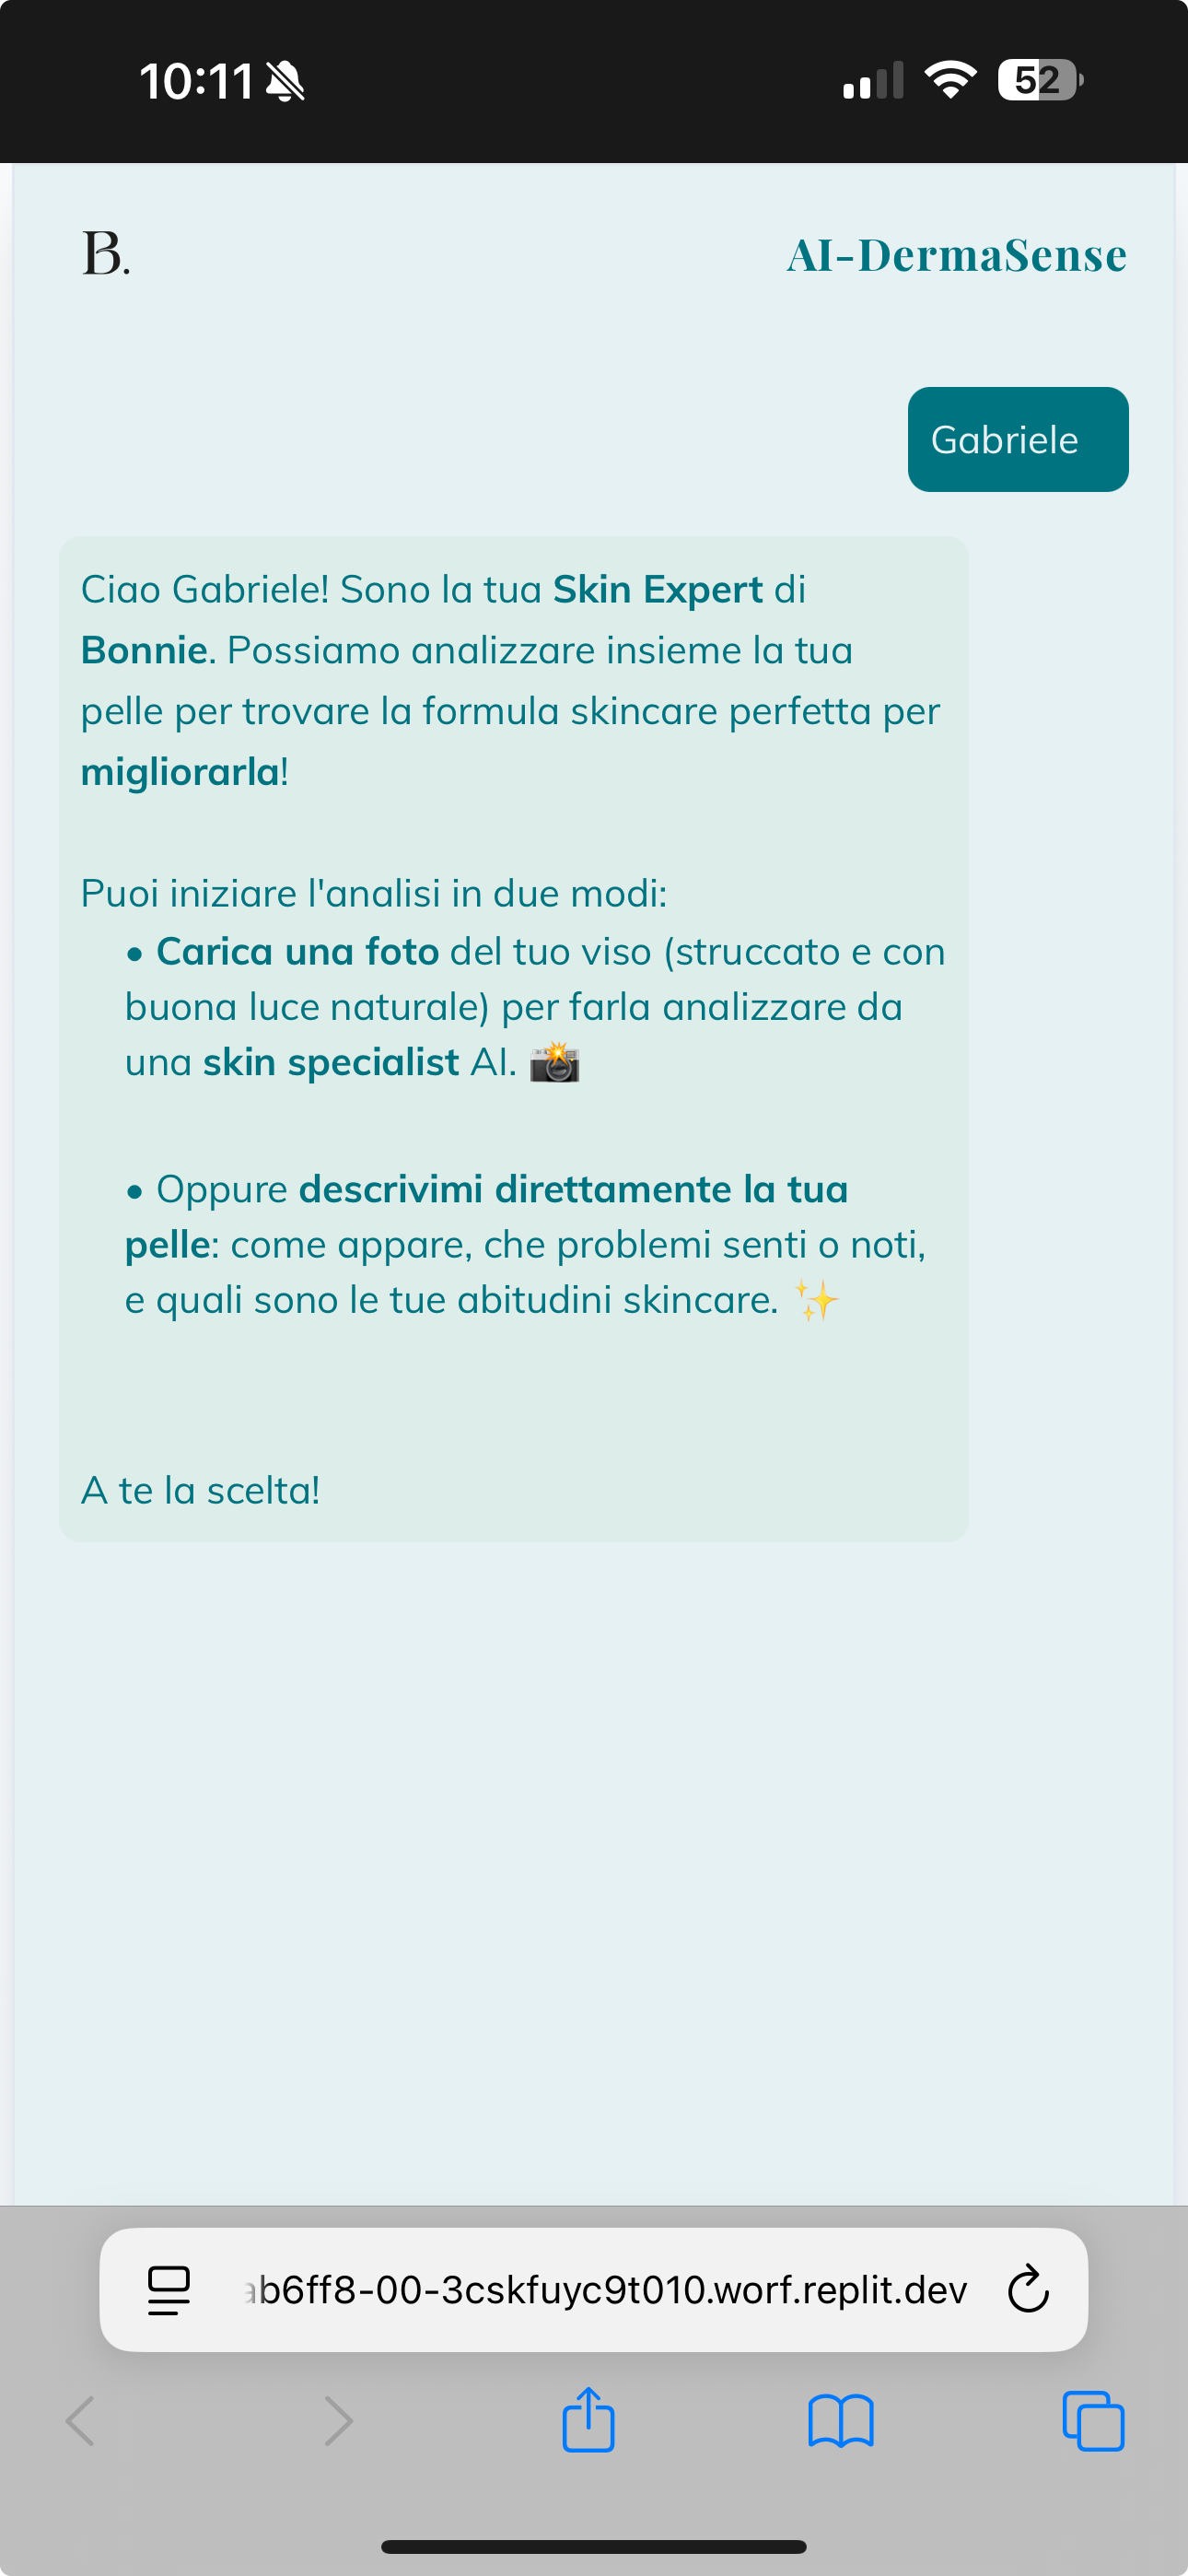 10:11
52
B.
AI-DermaSense
Gabriele
Ciao Gabriele! Sono la tua Skin Expert di
Bonnie. Possiamo analizzare insieme la tua
pelle per trovare la formula skincare perfetta per
migliorarla!
Puoi iniziare l'analisi in due modi:
• Carica una foto del tuo viso (struccato e con
buona luce naturale) per farla analizzare da
una skin specialist AI. 📸
• Oppure descrivimi direttamente la tua
pelle: come appare, che problemi senti o noti,
e quali sono le tue abitudini skincare. ✨
A te la scelta!
ab6ff8-00-3cskfuyc9t010.worf.replit.dev